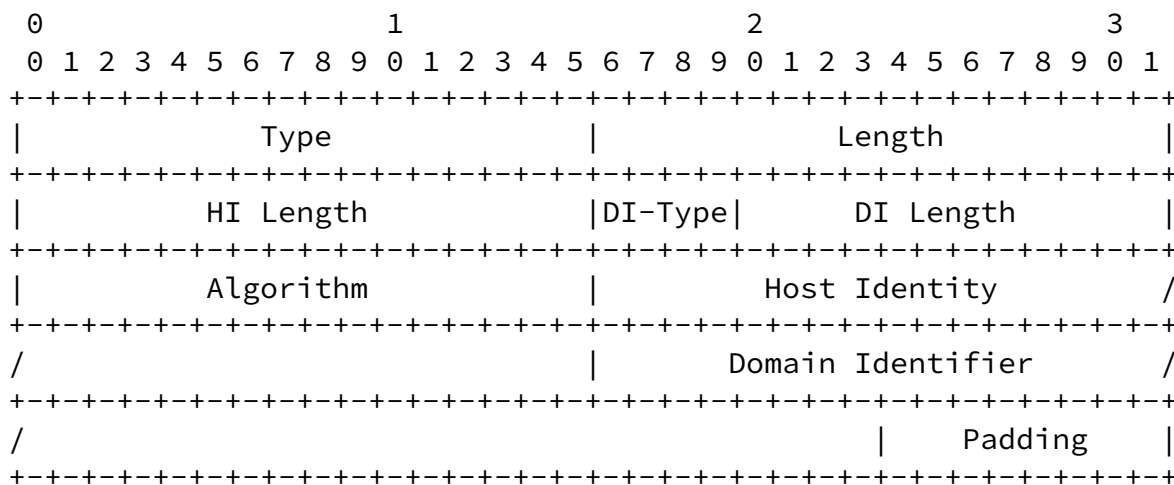 0                   1                   2                   3
 0 1 2 3 4 5 6 7 8 9 0 1 2 3 4 5 6 7 8 9 0 1 2 3 4 5 6 7 8 9 0 1
+-+-+-+-+-+-+-+-+-+-+-+-+-+-+-+-+-+-+-+-+-+-+-+-+-+-+-+-+-+-+-+-+
|             Type              |             Length            |
+-+-+-+-+-+-+-+-+-+-+-+-+-+-+-+-+-+-+-+-+-+-+-+-+-+-+-+-+-+-+-+-+
|          HI Length            |DI-Type|      DI Length        |
+-+-+-+-+-+-+-+-+-+-+-+-+-+-+-+-+-+-+-+-+-+-+-+-+-+-+-+-+-+-+-+-+
|          Algorithm            |         Host Identity         /
+-+-+-+-+-+-+-+-+-+-+-+-+-+-+-+-+-+-+-+-+-+-+-+-+-+-+-+-+-+-+-+-+
/                               |       Domain Identifier       /
+-+-+-+-+-+-+-+-+-+-+-+-+-+-+-+-+-+-+-+-+-+-+-+-+-+-+-+-+-+-+-+-+
/                                               |    Padding    |
+-+-+-+-+-+-+-+-+-+-+-+-+-+-+-+-+-+-+-+-+-+-+-+-+-+-+-+-+-+-+-+-+